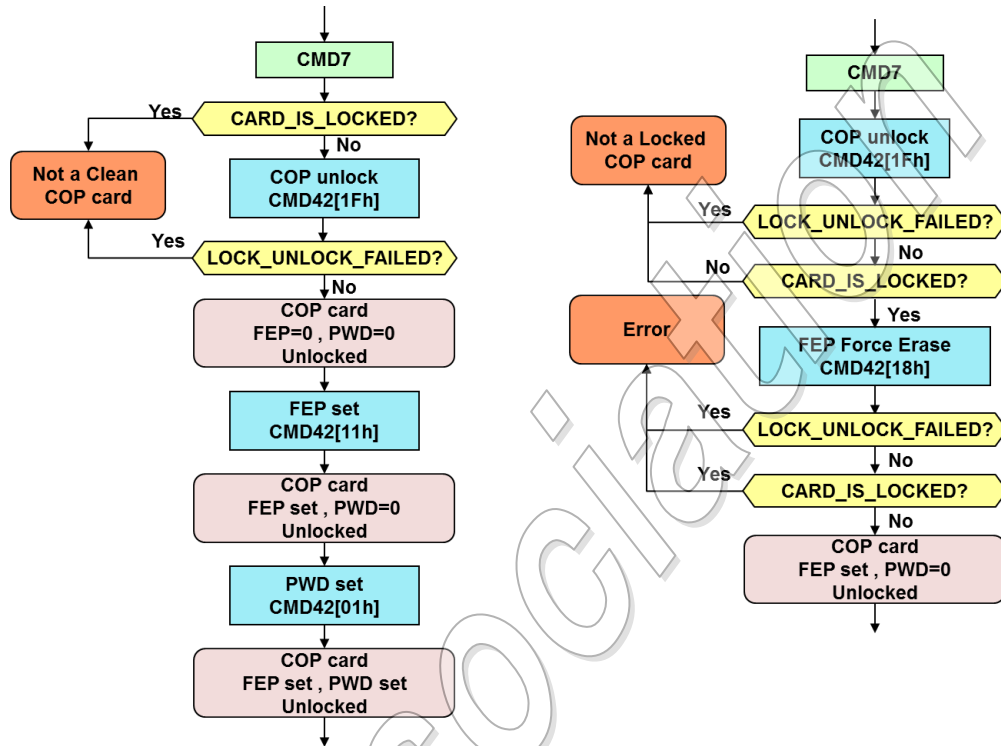 CMD7
Yes
CARD_IS_LOCKED?
No
Not a Clean
COP card
COP unlock
CMD42[1Fh]
Yes
LOCK_UNLOCK_FAILED?
No
COP card
FEP=0 , PWD=0
Unlocked
FEP set
CMD42[11h]
COP card
FEP set , PWD=0
Unlocked
PWD set
CMD42[01h]
COP card
FEP set , PWD set
Unlocked
CMD7
Not a Locked
COP card
COP unlock
CMD42[1Fh]
Yes
LOCK_UNLOCK_FAILED?
No
No
CARD_IS_LOCKED?
Yes
Error
FEP Force Erase
CMD42[18h]
Yes
LOCK_UNLOCK_FAILED?
No
Yes
CARD_IS_LOCKED?
No
COP card
FEP set , PWD=0
Unlocked
ociation